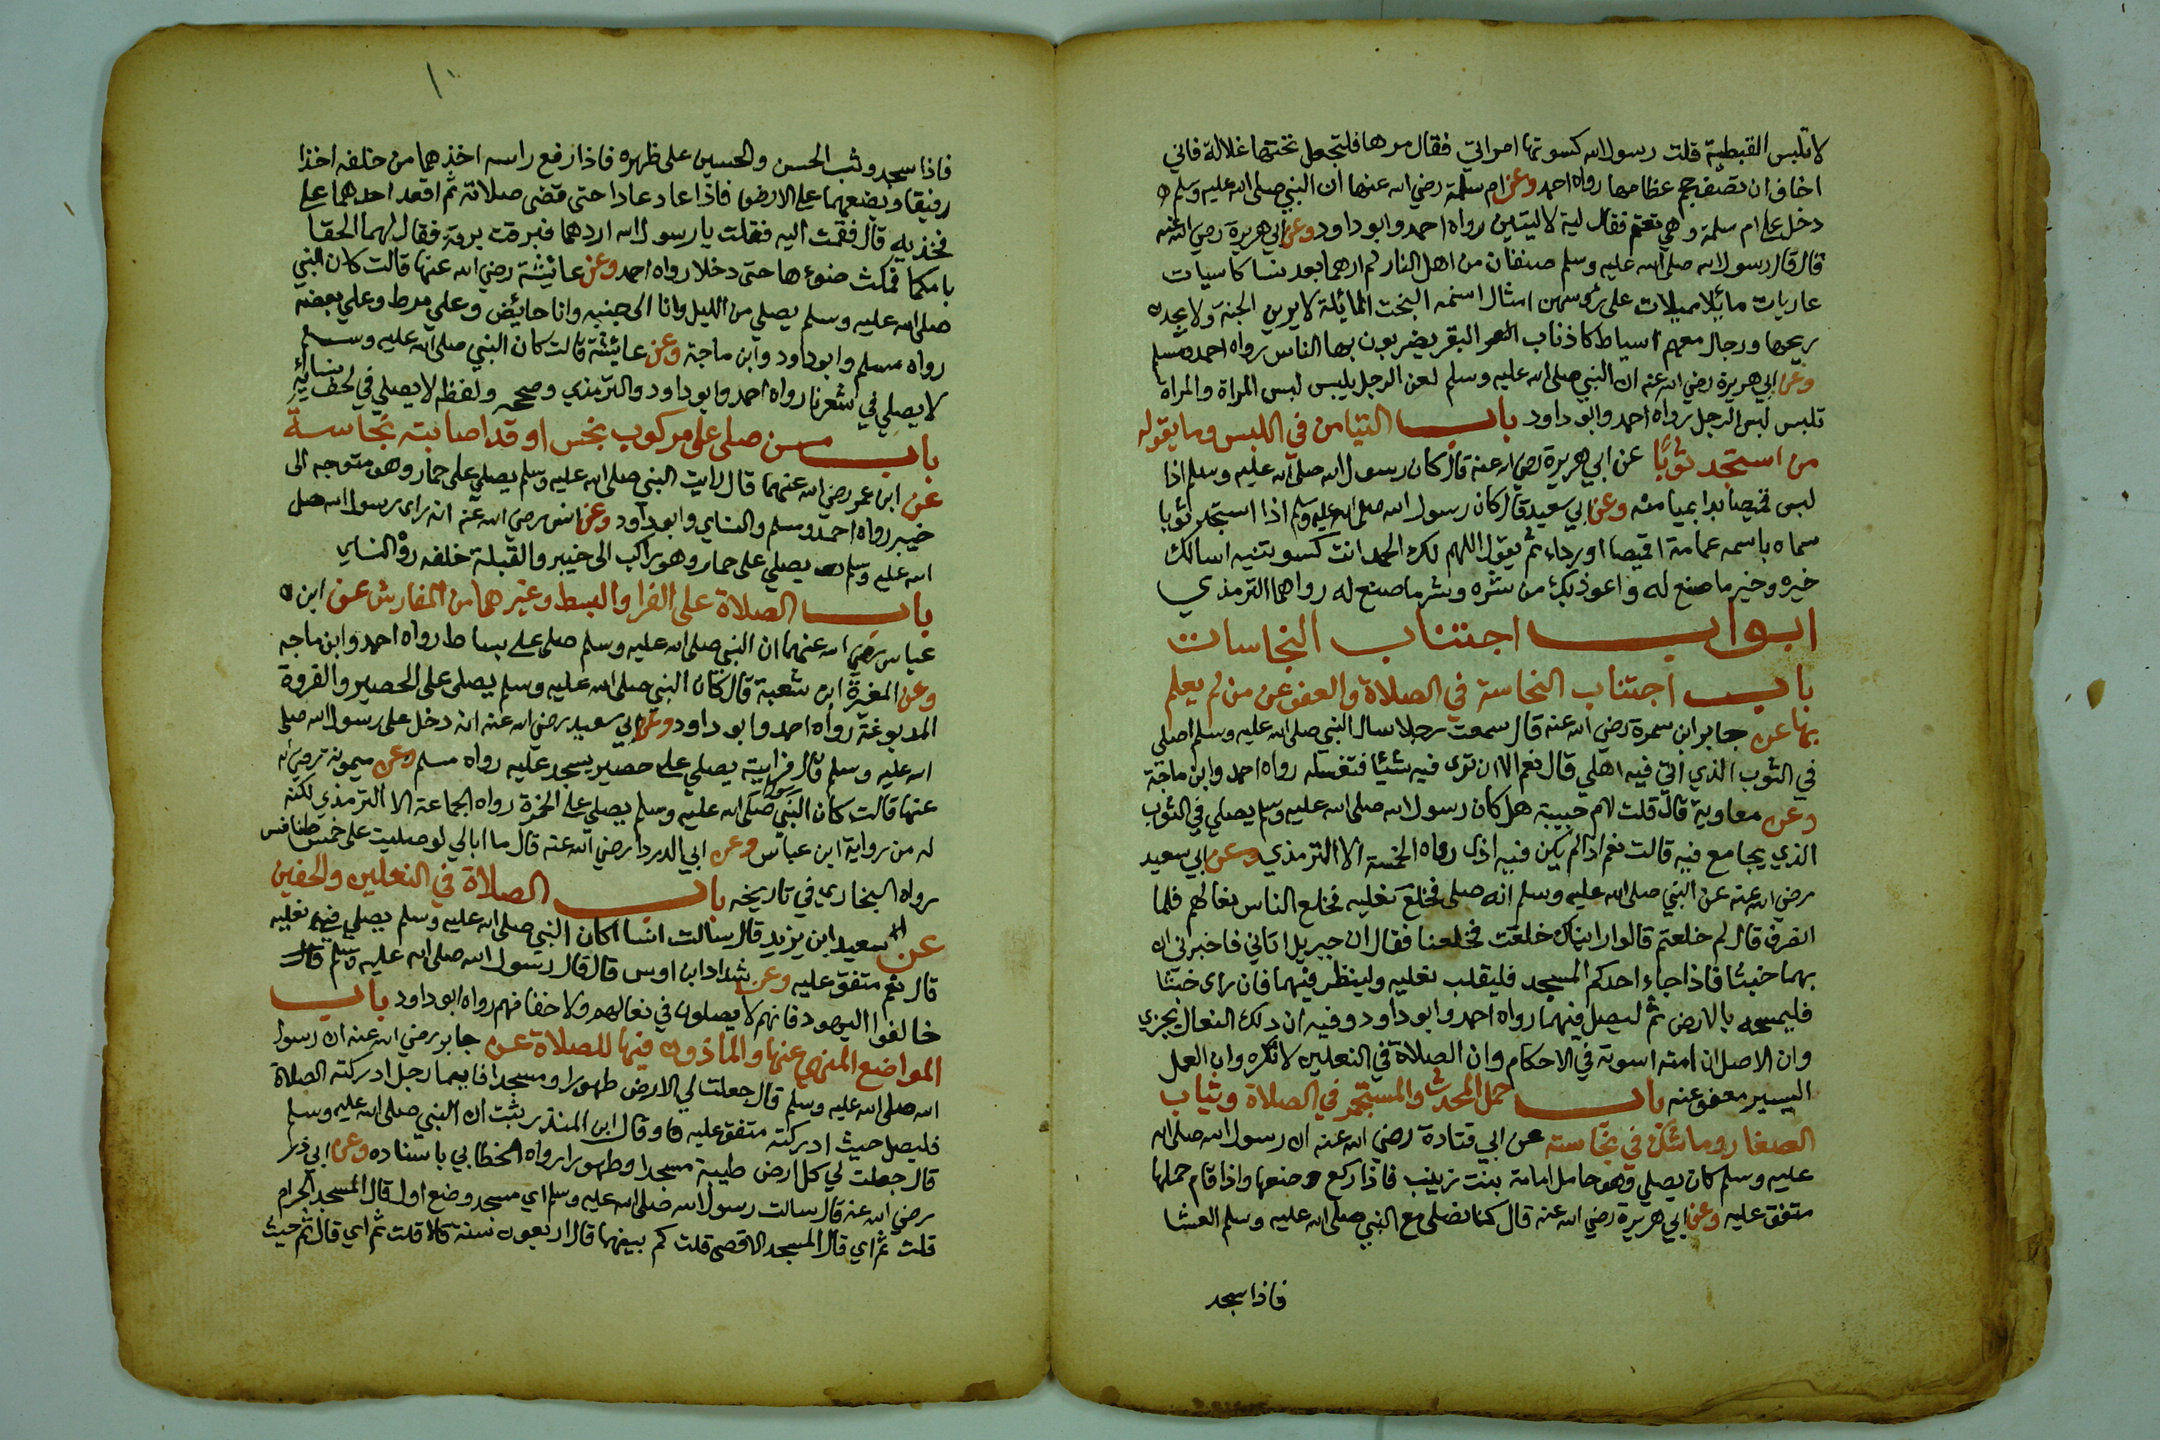 لا تلبس القبطية قلت رسول الله كسوتها امراتي فقال مرها فلتجعل تحتها غلالة فاني
اخاف ان تصف حجم عظامها رواه احمد وعن ام سلمة رضي الله عنها ان النبي صلى الله عليه وسلم
دخل على ام سلمة وهي تختم فقال لية لا ليتين رواه احمد وابو داود وعن ابي هريرة رضي الله عنه
قال قال رسول الله صلى الله عليه وسلم صنفان من اهل النار لم ارهما بعد نسا كاسيات
عاريات مائلا مميلات على رؤسهن امثال اسنمه البخت المائلة لا يرين الجنة ولا يجدن
ريحها ورجال معهم اسياط كاذناب البقر يضربون بها الناس رواه احمد ومسلم
وعن ابي هريرة رضي الله عنه ان النبي صلى الله عليه وسلم لعن الرجل يلبس لبس المراة والمراة
تلبس لبس الرجل رواه احمد وابو داود باب التيامن في اللبس وما يقوله
من استجد ثوبًا عن ابي هريرة رضي الله عنه قال كان رسول الله صلى الله عليه وسلم اذا
لبس قميصا بدا بميامنه وعن ابي سعيد قال كان رسول الله صلى الله عليه وسلم اذا استجد ثوبا
سماه باسمه عمامة اقميصا او رداء ثم يقول اللهم لك الحمد انت كسوتنيه اسالك
خيره وخير ما صنع له واعوذ بك من شره وشر ما صنع له رواهما الترمذي
ابواب اجتناب النجاسات
باب اجتناب النجاسة في الصلاة والعفو عن من لم يعلم
بها عن جابر ابن سمرة رضي الله عنه قال سمعت رجلا سال النبي صلى الله عليه وسلم اصلي
في الثوب الذي اتي فيه اهلي قال نعم الا ان ترى فيه شيئا فتغسله رواه احمد وابن ماجة
وعن معاوية قال قلت لام حبيبة هل كان رسول الله صلى الله عليه وسلم يصلي في الثوب
الذي يجامع فيه قالت نعم اذا لم يكن فيه اذى رواه الخمسة الا الترمذي وعن ابي سعيد
رضي الله عنه عن النبي صلى الله عليه وسلم انه صلى فخلع نعليه فخلع الناس نعالهم فلما
انصرف قال لم خلعتم قالوا رايناك خلعت فخلعنا فقال ان جبريل اتاني فاخبرني ان
بهما خبثا فاذا جاء احدكم المسجد فليقلب نعليه ولينظر فيهما فان راى خبثا
فليمسحه بالارض ثم ليصل فيهما رواه احمد وابو داود وفيه ان دلك النعال يجزي
وان الاصل ان امته اسوته في الاحكام وان الصلاة في النعلين لا تكره وان العمل
اليسير معفو عنه باب حمل المحدث والمستجمر في الصلاة وثياب
الصغار وما شك في نجاسته عن ابي قتادة رضي الله عنه ان رسول الله صلى الله
عليه وسلم كان يصلي وهو حامل امامة بنت زينب فاذا ركع وضعها واذا قام حملها
متفق عليه وعن ابي هريرة رضي الله عنه قال كنا نصلي مع النبي صلى الله عليه وسلم العشا
فاذا سجد
١٠
فاذا سجد وثب الحسن والحسين على ظهره فاذا رفع راسه اخذهما من خلفه اخذا
رفيقا ويضعهما على الارض فاذا عاد عادا حتى قضى صلاته ثم اقعد احدهما على
فخذيه قال فقمت اليه فقلت يا رسول الله اردهما فبرقت برقة فقال لهما الحقا
بامكما فمكث ضوءها حتى دخلا رواه احمد وعن عائيشة رضي الله عنها قالت كان النبي
صلى الله عليه وسلم يصلي من الليل وانا الى جنبه وانا حائيض وعلي مرط وعلي بعضه
رواه مسلم وابو داود وابن ماجة وعن عائيشة قالت كان النبي صلى الله عليه وسلم
لا يصلي في شعرنا رواه احمد وابو داود والترمذي وصححه ولفظه لا يصلي في لحف نسائه
باب من صلى على مركوب نجس او قد اصابته نجاسة
عن ابن عمر رضي الله عنهما قال رايت النبي صلى الله عليه وسلم يصلي على حمار وهو متوجه الى
خيبر رواه احمد ومسلم والنساي وابو داود وعن انس رضي الله عنه انه راى رسول الله صلى
الله عليه وسلم يصلي على حمار وهو راكب الى خيبر والقبلة خلفه رواه النساي
باب الصلاة على الفرا والبسط وغيرهما من المفارش عن ابن
عباس رضي الله عنهما ان النبي صلى الله عليه وسلم صلى على بساط رواه احمد وابن ماجه
وعن المغيرة ابن شعبة قال كان النبي صلى الله عليه وسلم يصلي على الحصير والفروة
المدبوغة رواه احمد وابو داود وعن ابي سعيد رضي الله عنه انه دخل على رسول الله صلى
الله عليه وسلم قال فرايته يصلي على حصير يسجد عليه رواه مسلم وعن ميمونة رضي الله
عنها قالت كان رسول النبي صلى الله عليه وسلم يصلي على الخمرة رواه الجماعة الا الترمذي لكنه
له من رواية ابن عباس وعن ابي الدردا رضي الله عنه قال ما ابالي لو صليت على خمس طنافس
رواه البخاري في تاريخه باب الصلاة في النعلين والخفين
عن سعيد ابن يزيد قال سالت انسا اكان النبي صلى الله عليه وسلم يصلي في نعليه
قال نعم متفق عليه وعن شداد ابن اوس قال قال رسول الله صلى الله عليه وسلم قال
خالفوا اليهود فانهم لا يصلون في نعالهم ولا خفافهم رواه ابو داود باب
المواضع المنهي عنها والماذون فيها للصلاة عن جابر رضي الله عنه ان رسول
الله صلى الله عليه وسلم قال جعلت لي الارض طهورا ومسجدا فايما رجل ادركته الصلاة
فليصل حيث ادركته متفق عليه وقال ابن المنذر يثبت ان النبي صلى الله عليه وسلم
قال جعلت لي كل ارض طيبة مسجدا وطهورا رواه الخطابي باسناده وعن ابي ذر
رضي الله عنه قال سالت رسول الله صلى الله عليه وسلم اي مسجد وضع اول قال المسجد الحرام
قلت ثم اي قال المسجد الاقصى قلت كم بينهما قال اربعون سنة قلت ثم اي قال ثم حيث